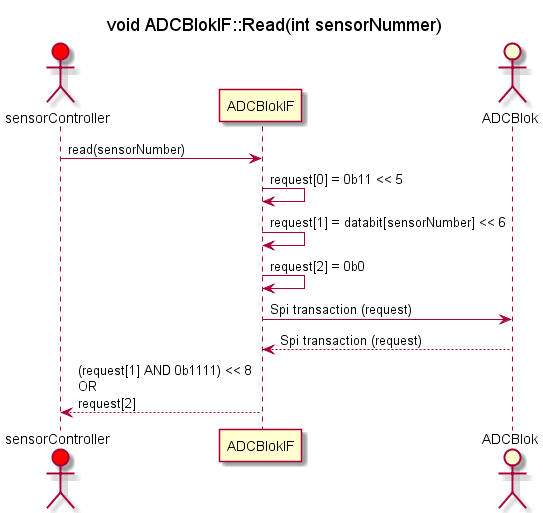 void ADCBlokIF::Read(int sensorNummer)
sensorController
ADCBlokIF
ADCBlok
read(sensorNumber)
request[0] = 0b11 << 5
request[1] = databit[sensorNumber] << 6
request[2] = 0b0
Spi transaction (request)
Spi transaction (request)
(request[1] AND 0b1111) << 8
OR
request[2]
sensorController
ADCBlokIF
ADCBlok